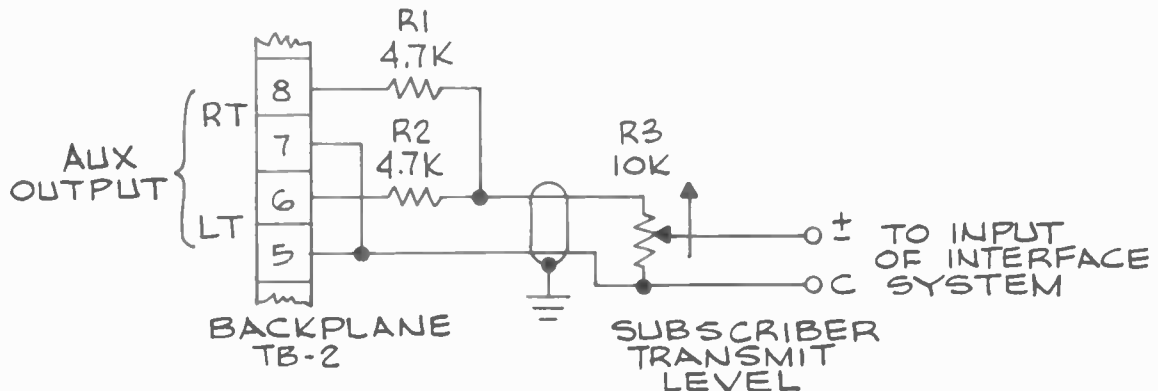 R1
4.7K
8
RT
7
R2
4.7K
R3
10K
AUX
OUTPUT
6
LT
5
±
TO INPUT
OF INTERFACE
SYSTEM
C
BACKPLANE
TB-2
SUBSCRIBER
TRANSMIT
LEVEL